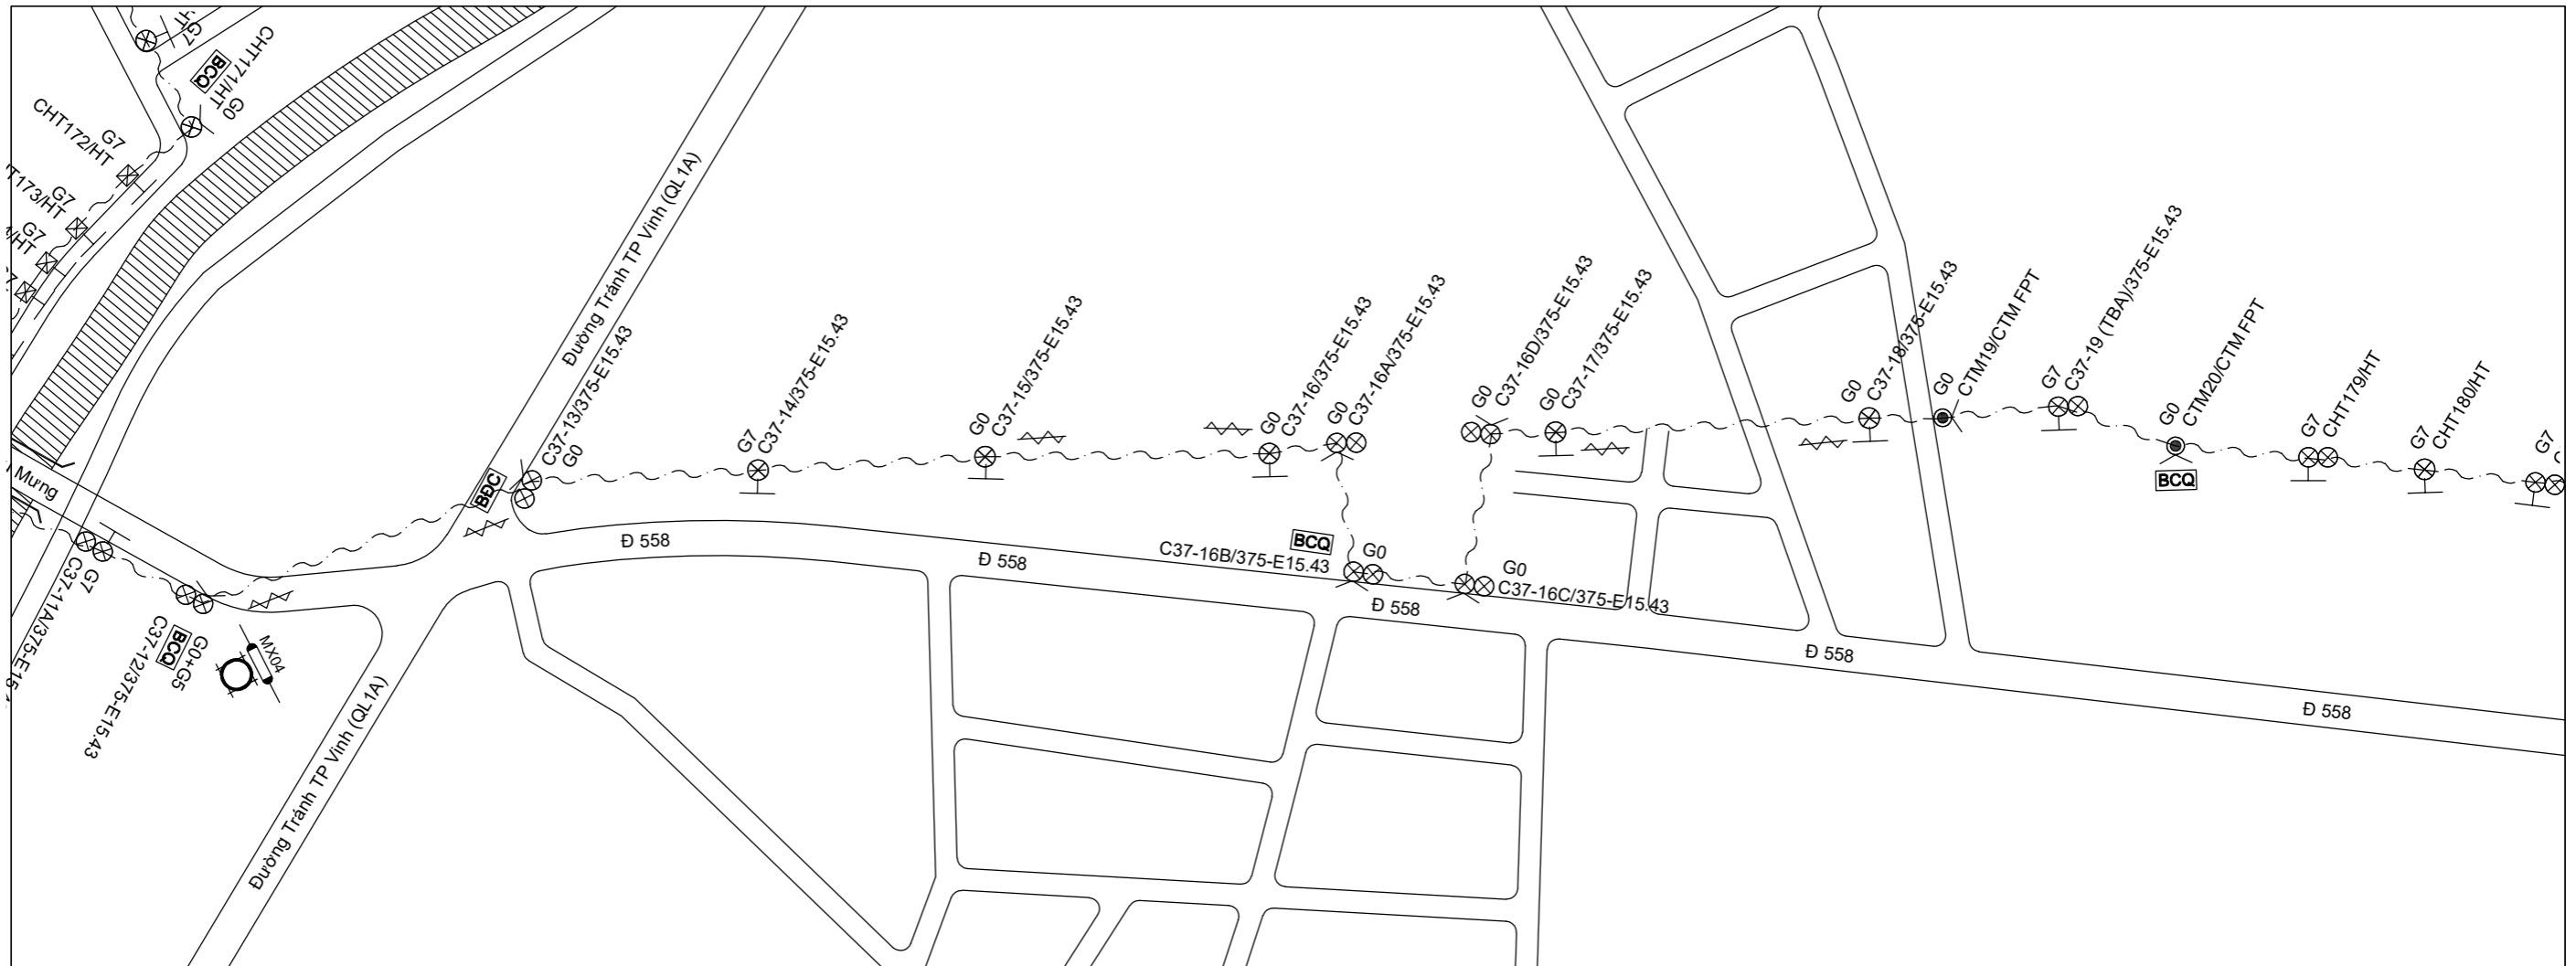 G7
CHT171/HT
BCQ
G0
G7
CHT172/HT
G7
G7
Mưng
G7
C37-11A/375-E15.
G0+G5
BCQ
C37-12/375-E15.43
MX04
Đường Tránh TP Vinh (QL1A)
Đường Tránh TP Vinh (QL1A)
BĐC
C37-13/375-E15.43
G0
G7
C37-14/375-E15.43
G0
C37-15/375-E15.43
G0
C37-16/375-E15.43
G0
C37-16A/375-E15.43
BCQ
G0
C37-16B/375-E15.43
G0
C37-16C/375-E15.43
G0
C37-16D/375-E15.43
G0
C37-17/375-E15.43
G0
C37-18/375-E15.43
G0
CTM19/CTM FPT
G7
C37-19 (TBA)/375-E15.43
G0
CTM20/CTM FPT
BCQ
G7
CHT179/HT
G7
CHT180/HT
G7
Đ 558
Đ 558
Đ 558
Đ 558
Đ 558